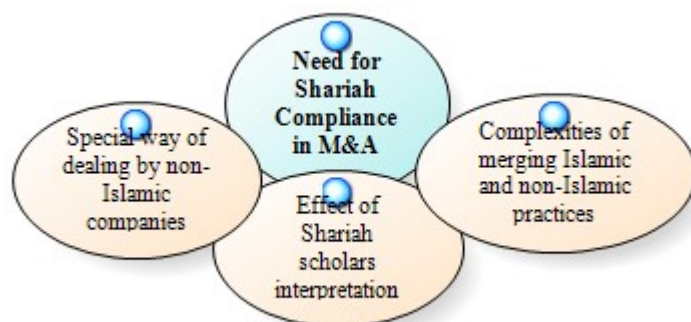 Need for
Shariah
Compliance
in M&A
Special way of
dealing by non-
Islamic
companies
Effect of
Shariah
scholars
interpretation
Complexities of
merging Islamic
and non-Islamic
practices